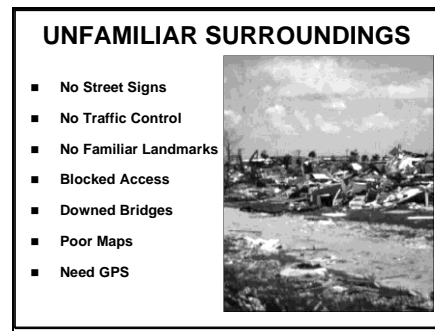 UNFAMILIAR SURROUNDINGS
■ No Street Signs
■ No Traffic Control
■ No Familiar Landmarks
■ Blocked Access
■ Downed Bridges
■ Poor Maps
■ Need GPS